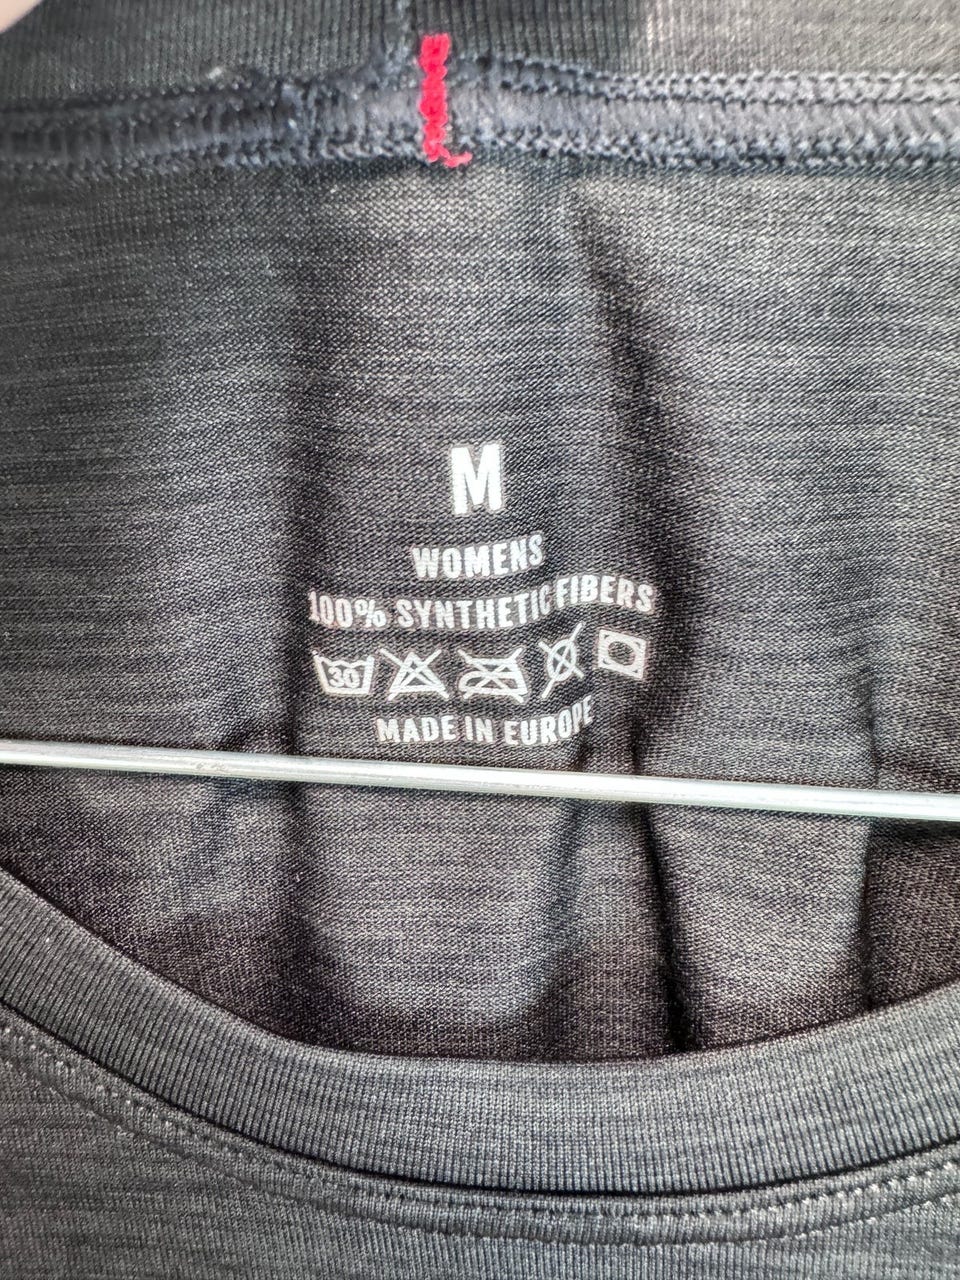 M
WOMENS
100% SYNTHETIC FIBERS
30
MADE IN EUROPE